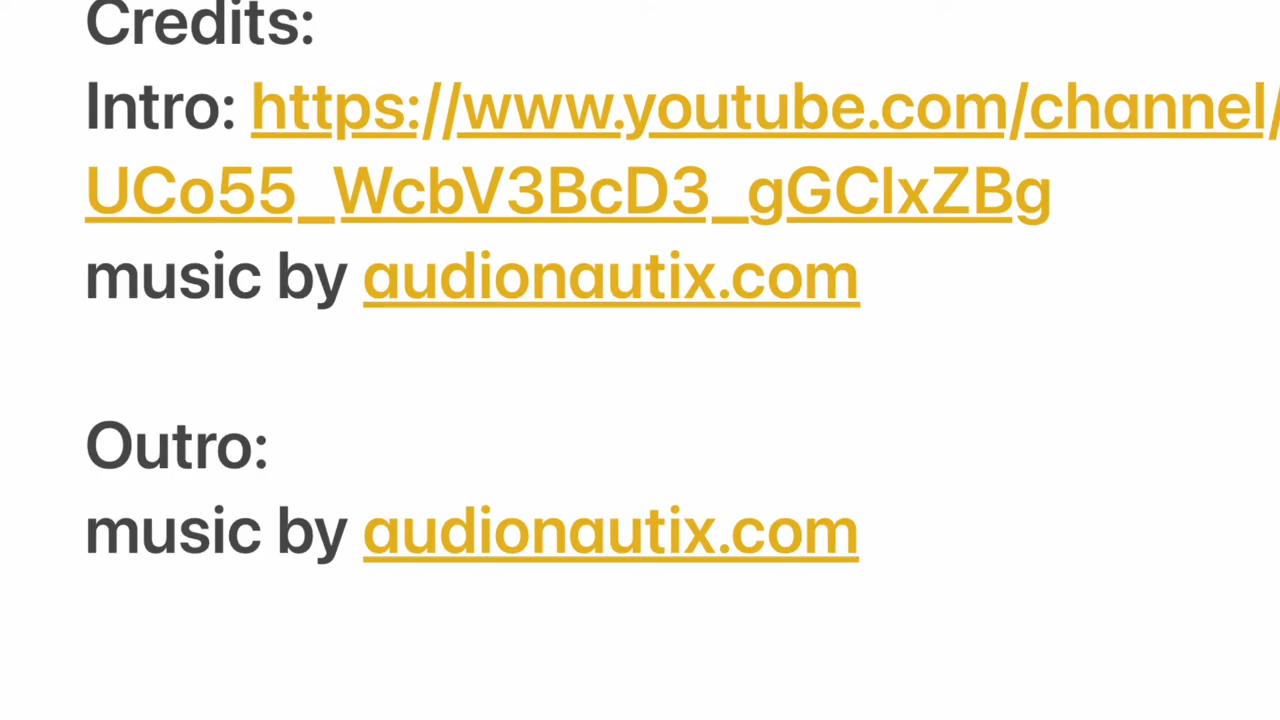 Credits:
Intro: https://www.youtube.com/channel/
UCo55_WcbV3BcD3_gGClxZBg
music by audionautix.com
Outro:
music by audionautix.com